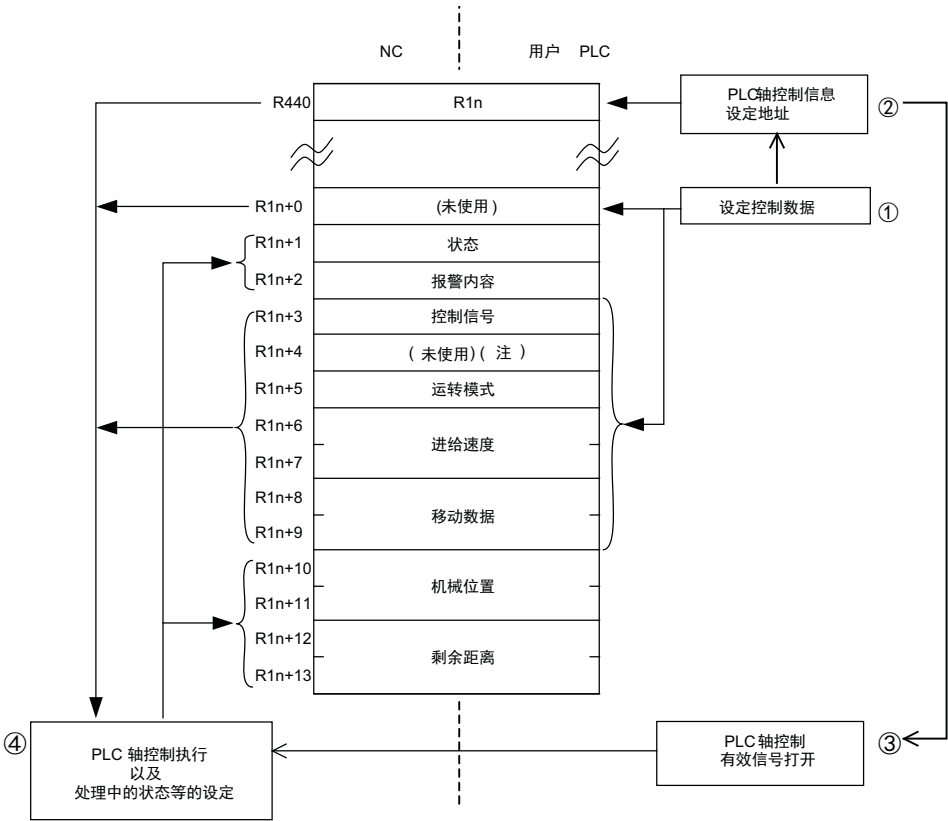 NC
用户 PLC
R440
R1n
PLC轴控制信息
设定地址
②
R1n+0
(未使用)
设定控制数据
①
R1n+1
状态
R1n+2
报警内容
R1n+3
控制信号
R1n+4
(未使用)(注)
R1n+5
运转模式
R1n+6
进给速度
R1n+7
R1n+8
移动数据
R1n+9
R1n+10
机械位置
R1n+11
R1n+12
剩余距离
R1n+13
④
PLC 轴控制执行
以及
处理中的状态等的设定
PLC 轴控制
有效信号打开
③